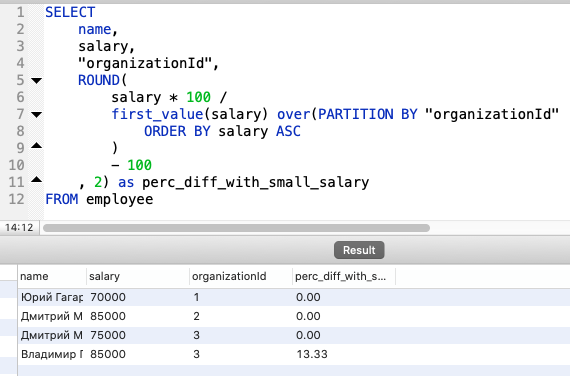 1 SELECT
2 name,
3 salary,
4 "organizationId",
5 ROUND(
6 salary * 100 /
7 first_value(salary) over(PARTITION BY "organizationId"
8 ORDER BY salary ASC
9 )
10 - 100
11 , 2) as perc_diff_with_small_salary
12 FROM employee
14:12
Result
name salary organizationId perc_diff_with_s...
Юрий Гагар 70000 1 0.00
Дмитрий М 85000 2 0.00
Дмитрий М 75000 3 0.00
Владимир Г 85000 3 13.33